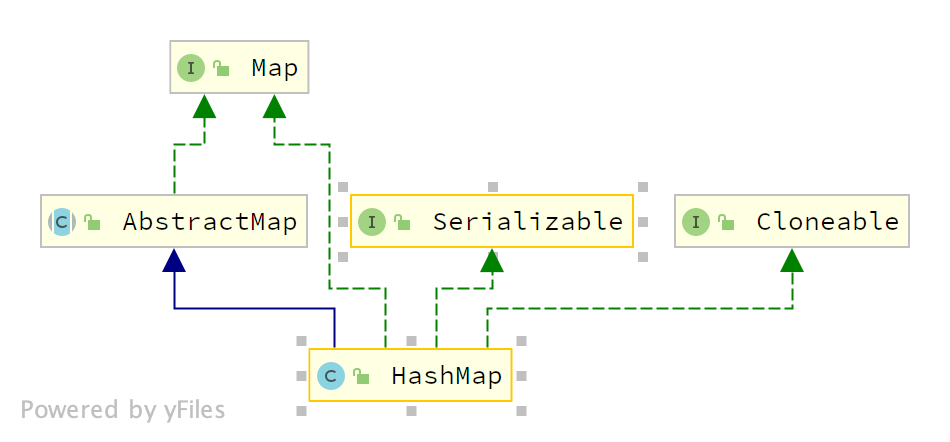 I Map
C AbstractMap
I Serializable
I Cloneable
C HashMap
Powered by yFiles